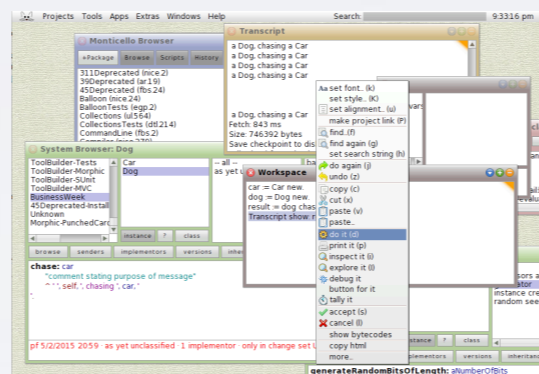 Projects Tools Apps Extras Windows Help
Search:
9:33:16 pm
Monticello Browser
+Package Browse Scripts History
311Deprecated (nice.2)
39Deprecated (ar.19)
45Deprecated (fbs.24)
Balloon (nice.24)
BalloonTests (egp.2)
Collections (ul.564)
CollectionsTests (dtl.214)
CommandLine (fbs.2)
Transcript
a Dog, chasing a Car
a Dog, chasing a Car
a Dog, chasing a Car
a Dog, chasing a Car
a Dog, chasing a Car
Fetch: 843 ms
Size: 746392 bytes
Save checkpoint to dis
System Browser: Dog
ToolBuilder-Tests
ToolBuilder-Morphic
ToolBuilder-SUnit
ToolBuilder-MVC
BusinessWeek
45Deprecated-Install
Unknown
Morphic-PunchedCard
Car
Dog
-- all --
as yet u
instance ? class
browse senders implementors versions inher
chase: car
"comment stating purpose of message"
^ ' ', self, ' chasing ', car, '
'.
pf 5/2/2015 20:59 · as yet unclassified · 1 implementor · only in change set U
Workspace
car := Car new.
dog := Dog new.
result := dog chas
Transcript show: r
Aa set font.. (k)
set style.. (K)
set alignment.. (u)
make project link (P)
find..(f)
find again (g)
set search string (h)
do again (j)
undo (z)
copy (c)
cut (x)
paste (v)
paste..
do it (d)
print it (p)
inspect it (i)
explore it (I)
debug it
button for it
tally it
accept (s)
cancel (l)
show bytecodes
copy html
more..
vars
instance cre
random see
stance ? class
plementors versions inheritanc
generateRandomBitsOfLength: aNumberOfBits